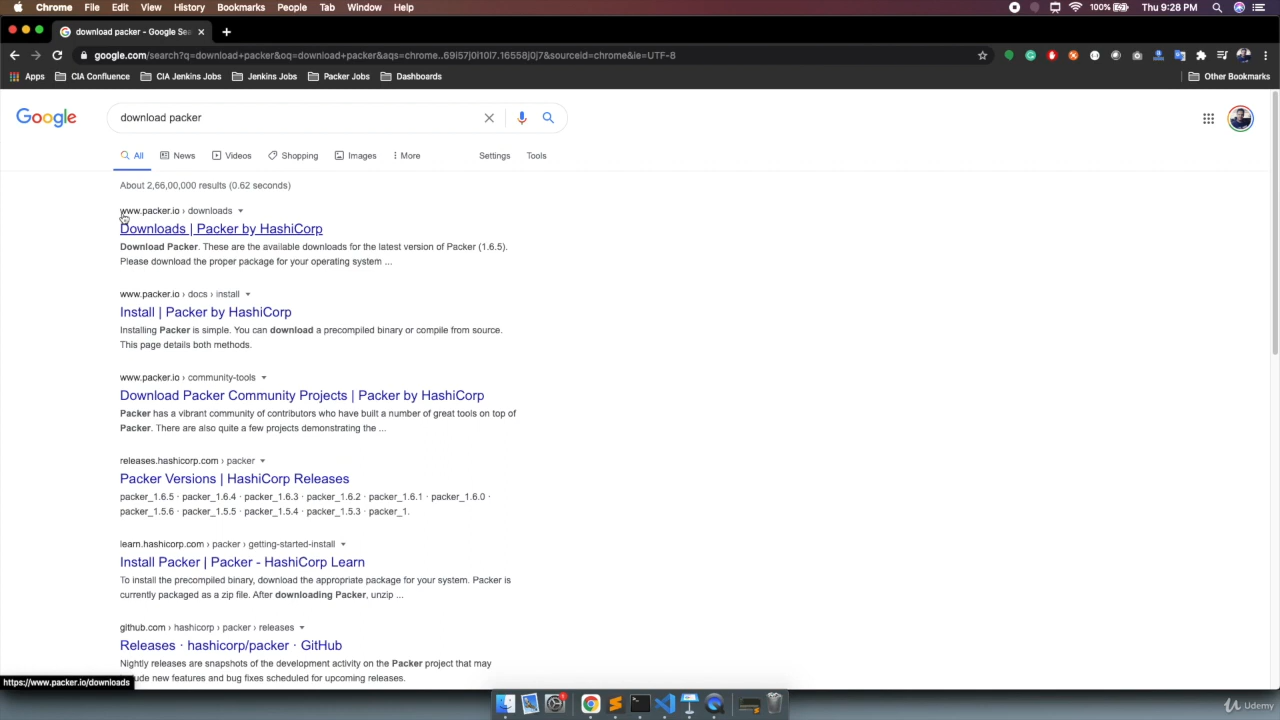 Chrome File Edit View History Bookmarks People Tab Window Help 100% Thu 9:28 PM
download packer - Google Sea
google.com/search?q=download+packer&oq=download+packer&aqs=chrome..69i57j0l10l7.16558j0j7&sourceid=chrome&ie=UTF-8
Apps CIA Confluence CIA Jenkins Jobs Jenkins Jobs Packer Jobs Dashboards Other Bookmarks
Google download packer
All News Videos Shopping Images More Settings Tools
About 2,66,00,000 results (0.62 seconds)
www.packer.io › downloads
Downloads | Packer by HashiCorp
Download Packer. These are the available downloads for the latest version of Packer (1.6.5).
Please download the proper package for your operating system ...
www.packer.io › docs › install
Install | Packer by HashiCorp
Installing Packer is simple. You can download a precompiled binary or compile from source.
This page details both methods.
www.packer.io › community-tools
Download Packer Community Projects | Packer by HashiCorp
Packer has a vibrant community of contributors who have built a number of great tools on top of
Packer. There are also quite a few projects demonstrating the ...
releases.hashicorp.com › packer
Packer Versions | HashiCorp Releases
packer_1.6.5 · packer_1.6.4 · packer_1.6.3 · packer_1.6.2 · packer_1.6.1 · packer_1.6.0 ·
packer_1.5.6 · packer_1.5.5 · packer_1.5.4 · packer_1.5.3 · packer_1.
learn.hashicorp.com › packer › getting-started-install
Install Packer | Packer - HashiCorp Learn
To install the precompiled binary, download the appropriate package for your system. Packer is
currently packaged as a zip file. After downloading Packer, unzip ...
github.com › hashicorp › packer › releases
Releases · hashicorp/packer · GitHub
Nightly releases are snapshots of the development activity on the Packer project that may
include new features and bug fixes scheduled for upcoming releases.
https://www.packer.io/downloads
Udemy